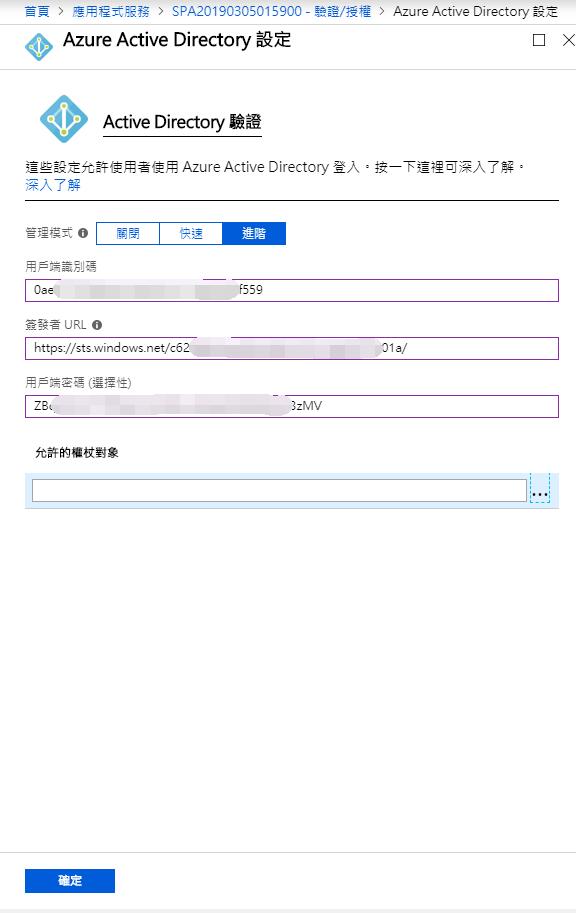 首頁 > 應用程式服務 > SPA20190305015900 - 驗證/授權 > Azure Active Directory 設定
Azure Active Directory 設定
Active Directory 驗證
這些設定允許使用者使用 Azure Active Directory 登入。按一下這裡可深入了解。
深入了解
管理模式 關閉 快速 進階
用戶端識別碼
0ae f559
簽發者 URL
https://sts.windows.net/c62 01a/
用戶端密碼 (選擇性)
ZB 3zMV
允許的權杖對象
...
確定